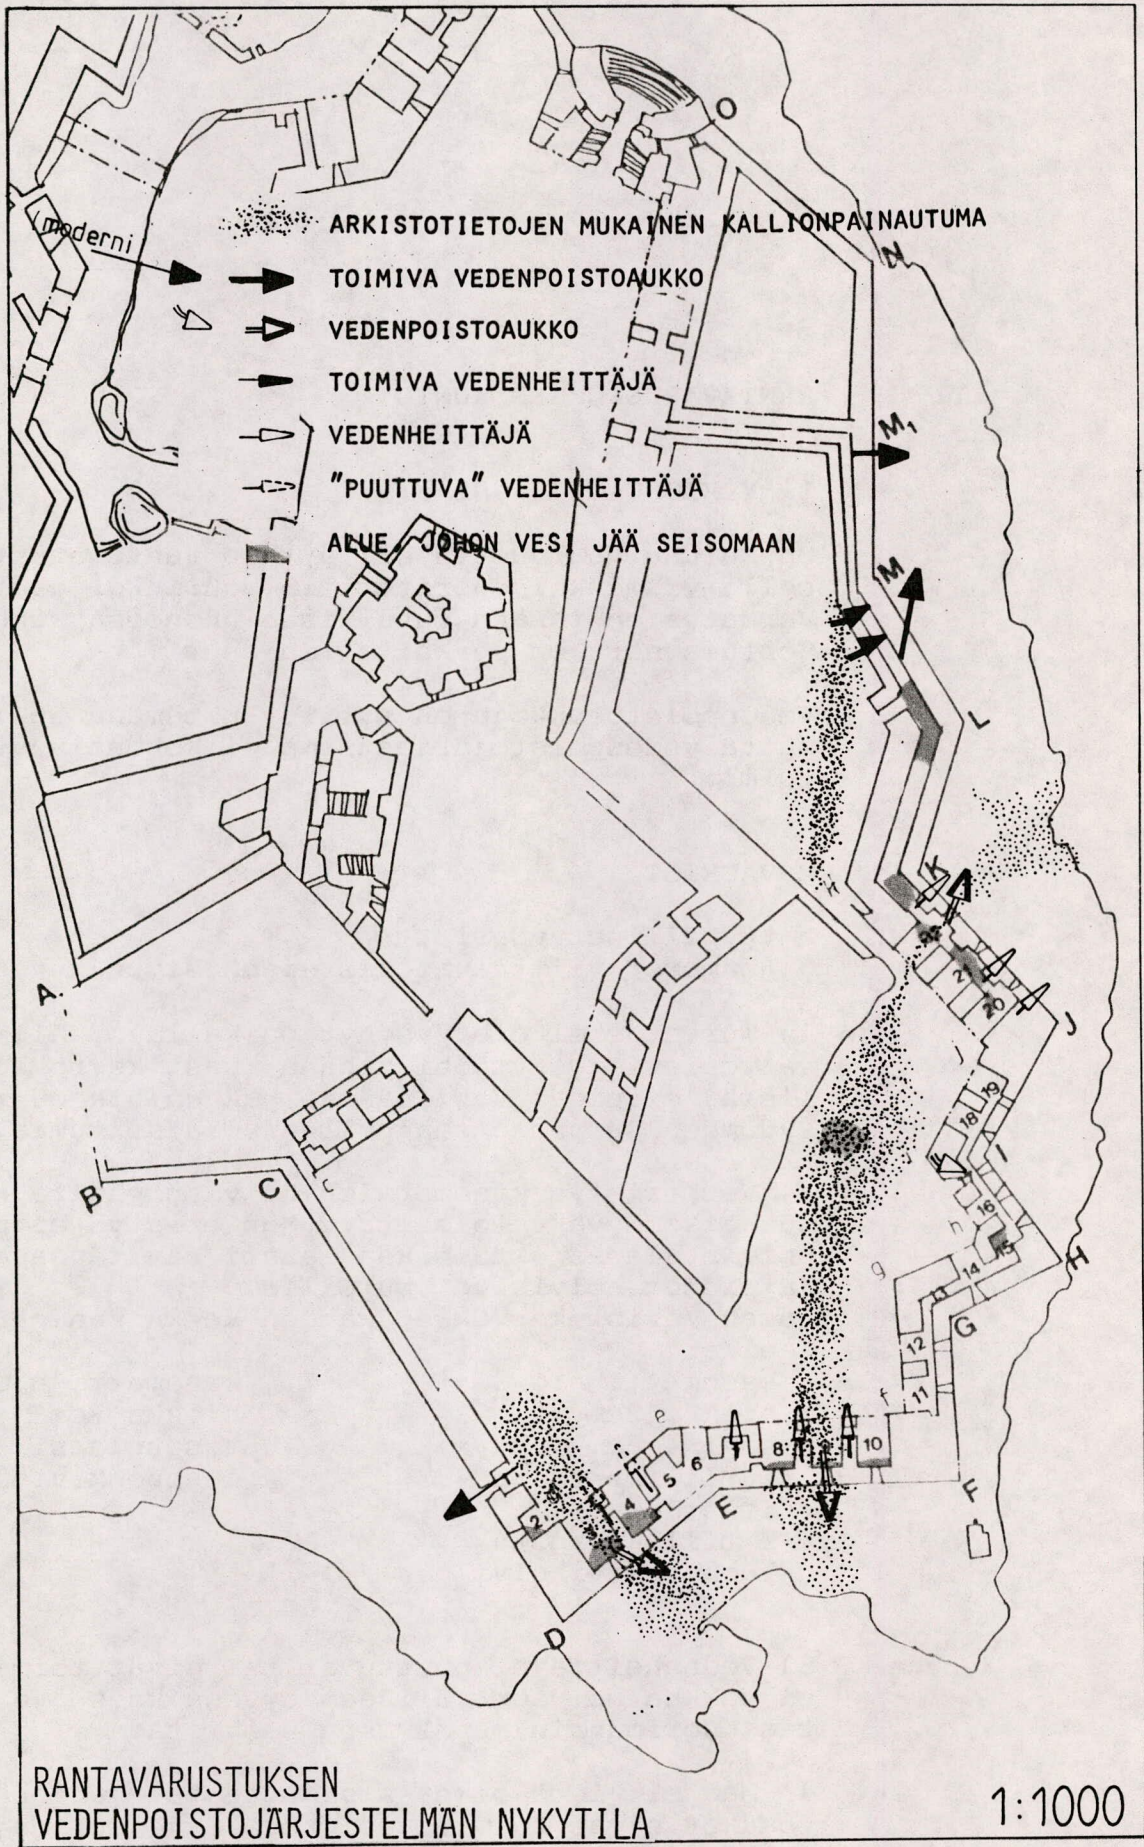 O
ARKISTOTIETOJEN MUKAINEN KALLIONPAINAUTUMA
moderni
N
TOIMIVA VEDENPOISTOAUKKO
VEDENPOISTOAUKKO
TOIMIVA VEDENHEITTÄJÄ
VEDENHEITTÄJÄ
M₁
"PUUTTUVA" VEDENHEITTÄJÄ
ALUE, JOHON VESI JÄÄ SEISOMAAN
M
L
K
21
20
A
J
j
19
18
I
B
C
c
16
h
15
H
g
14
13
G
12
11
f
e
10
9
8
7
6
5
4
3
2
F
E
D
RANTAVARUSTUKSEN
VEDENPOISTOJÄRJESTELMÄN NYKYTILA
1:1000